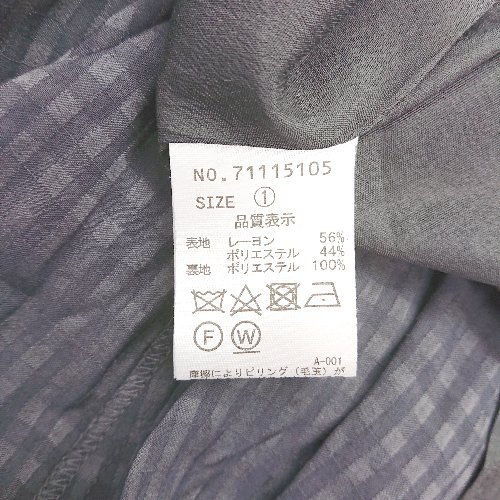 NO.71115105
SIZE ①
品質表示
表地 レーヨン 56%
ポリエステル 44%
裏地 ポリエステル 100%
F W
A-001
摩擦によりピリング(毛玉)が